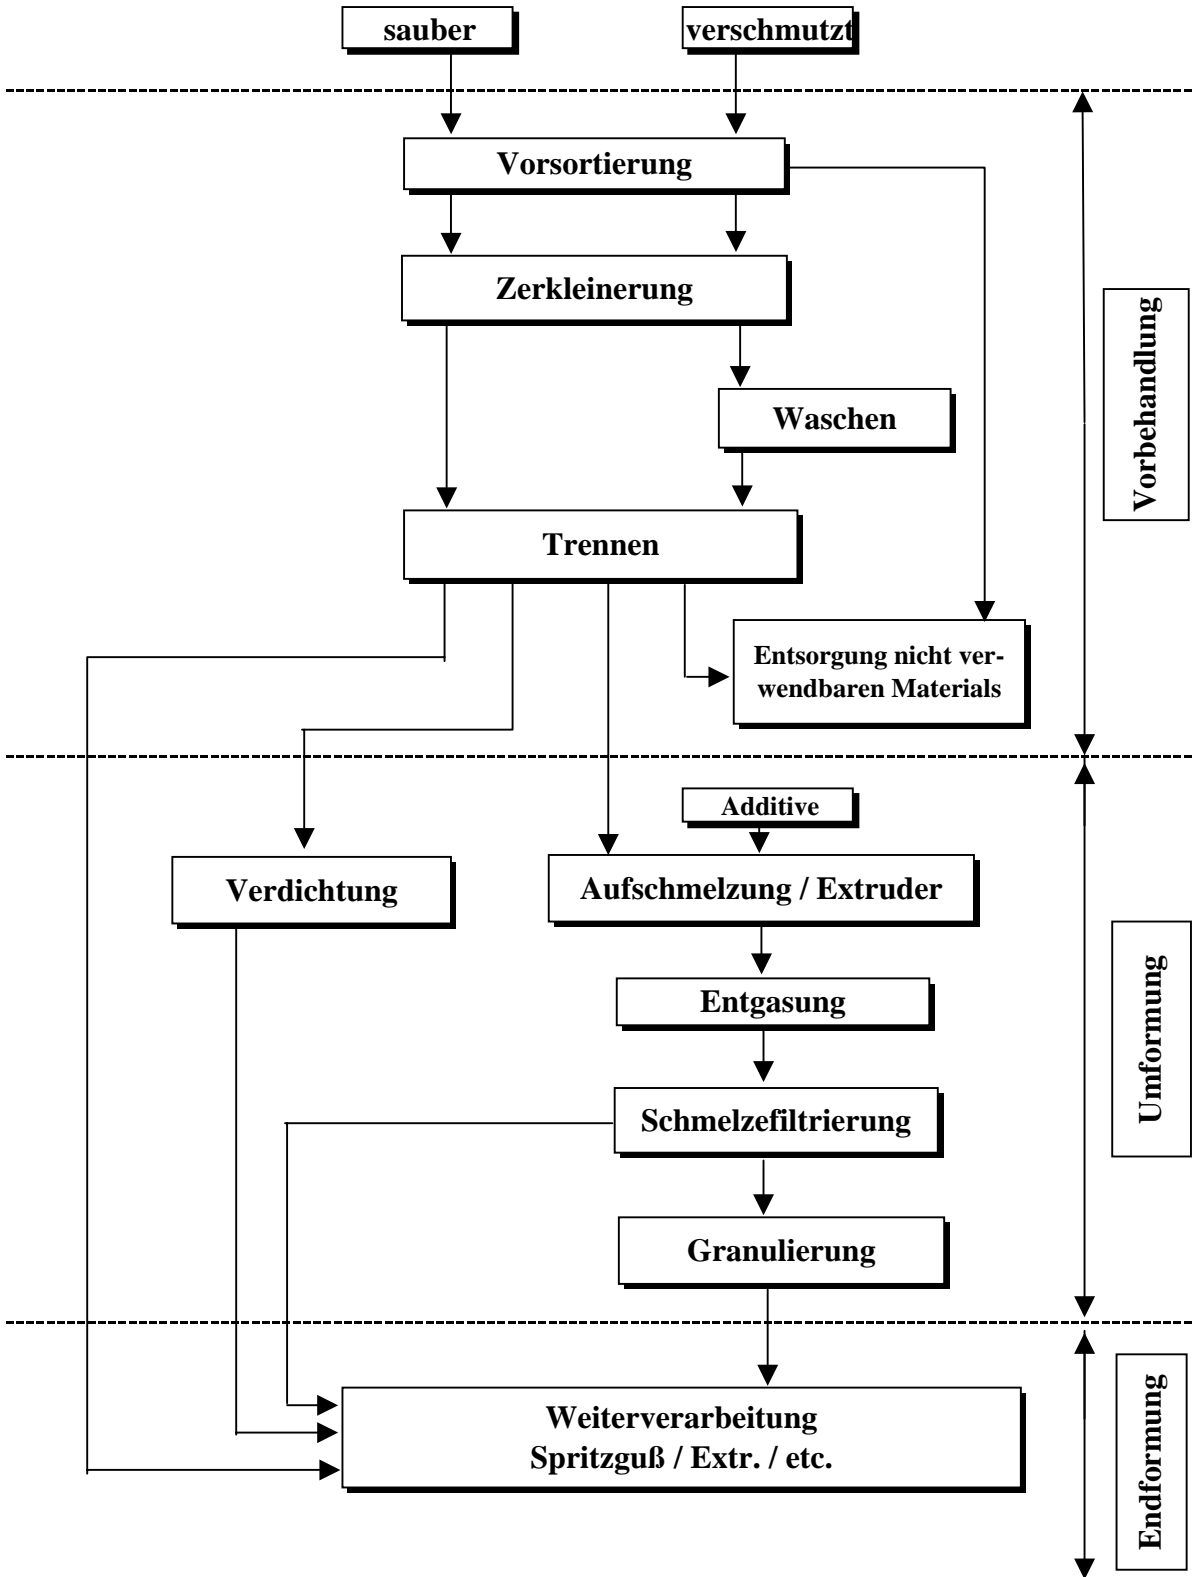 sauber
verschmutzt
Vorsortierung
Zerkleinerung
Waschen
Trennen
Entsorgung nicht ver-
wendbaren Materials
Vorbehandlung
Additive
Verdichtung
Aufschmelzung / Extruder
Entgasung
Schmelzefiltrierung
Granulierung
Umformung
Weiterverarbeitung
Spritzguß / Extr. / etc.
Endformung